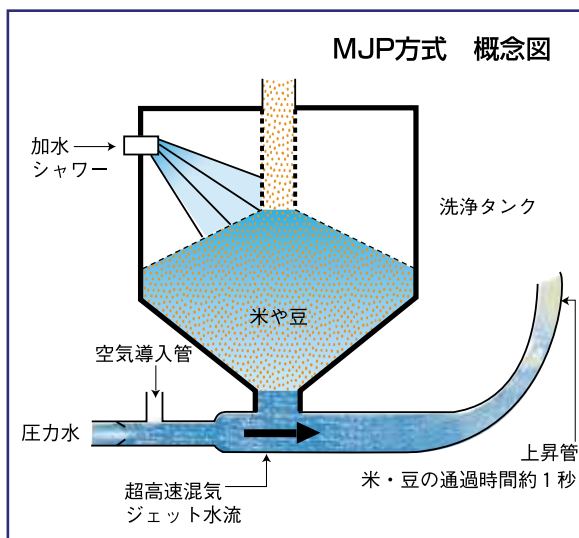 MJP方式　概念図
加水
シャワー
洗浄タンク
米や豆
空気導入管
圧力水
上昇管
米・豆の通過時間約１秒
超高速混気
ジェット水流